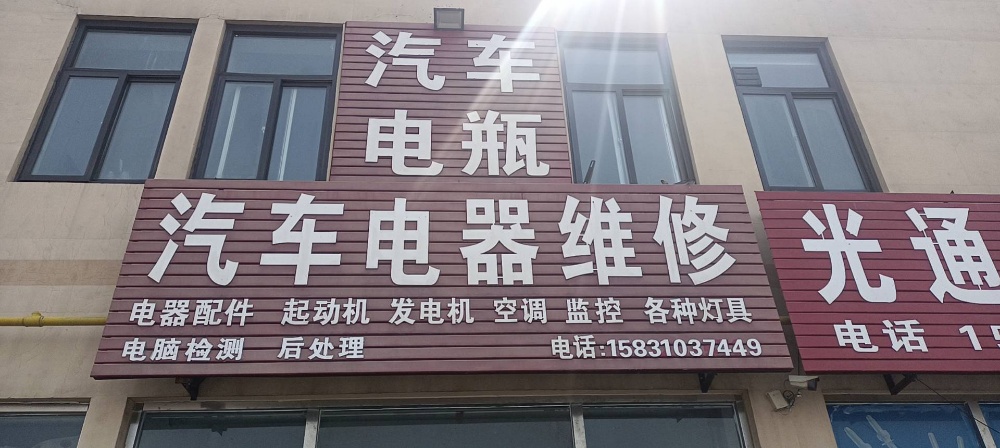 汽车
电瓶
汽车电器维修
电器配件 起动机 发电机 空调 监控 各种灯具
电脑检测 后处理 电话:15831037449
光通
电话 15